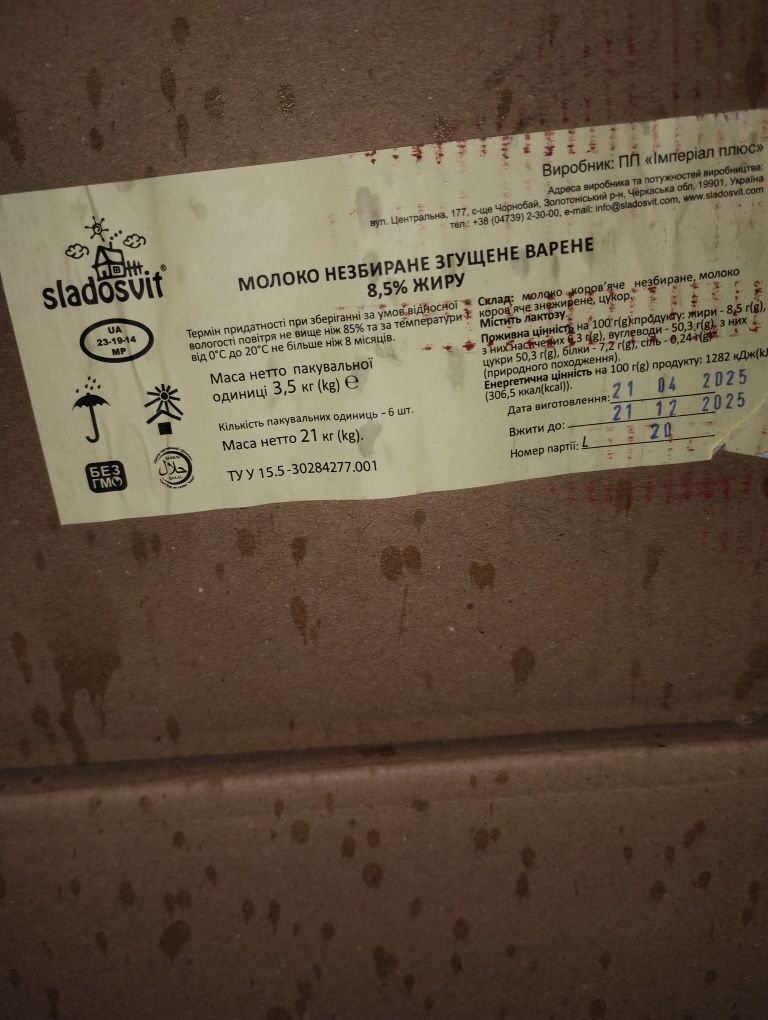 Виробник: ПП «Імперіал плюс»
Адреса виробника та потужностей виробництва:
вул. Центральна, 177, с-ще Чорнобай, Золотоніський р-н, Черкаська обл, 19901, Україна
тел.: +38 (04739) 2-30-00, e-mail: info@sladosvit.com, www.sladosvit.com
sladosvit®
UA
23-19-14
МР
БЕЗ
ГМО
МОЛОКО НЕЗБИРАНЕ ЗГУЩЕНЕ ВАРЕНЕ
8,5% ЖИРУ
Термін придатності при зберіганні за умов відносної
вологості повітря не вище ніж 85% та за температури
від 0°С до 20°С не більше ніж 8 місяців.
Маса нетто пакувальної
одиниці 3,5 кг (kg) ℮
Кількість пакувальних одиниць - 6 шт.
Маса нетто 21 кг (kg).
ТУ У 15.5-30284277.001
Склад: молоко коров'яче незбиране, молоко
коров'яче знежирене, цукор.
Містить лактозу.
Поживна цінність на 100 г(g) продукту: жири - 8,5 г(g),
з них насичених 6,3 г(g), вуглеводи - 50,3 г(g), з них
цукри 50,3 г(g), білки - 7,2 г(g), сіль - 0,24 г(g)
(природного походження).
Енергетична цінність на 100 г(g) продукту: 1282 кДж(kJ
(306,5 ккал(kcal)).
Дата виготовлення: 21 04 2025
Вжити до: 21 12 2025
Номер партії: L 20